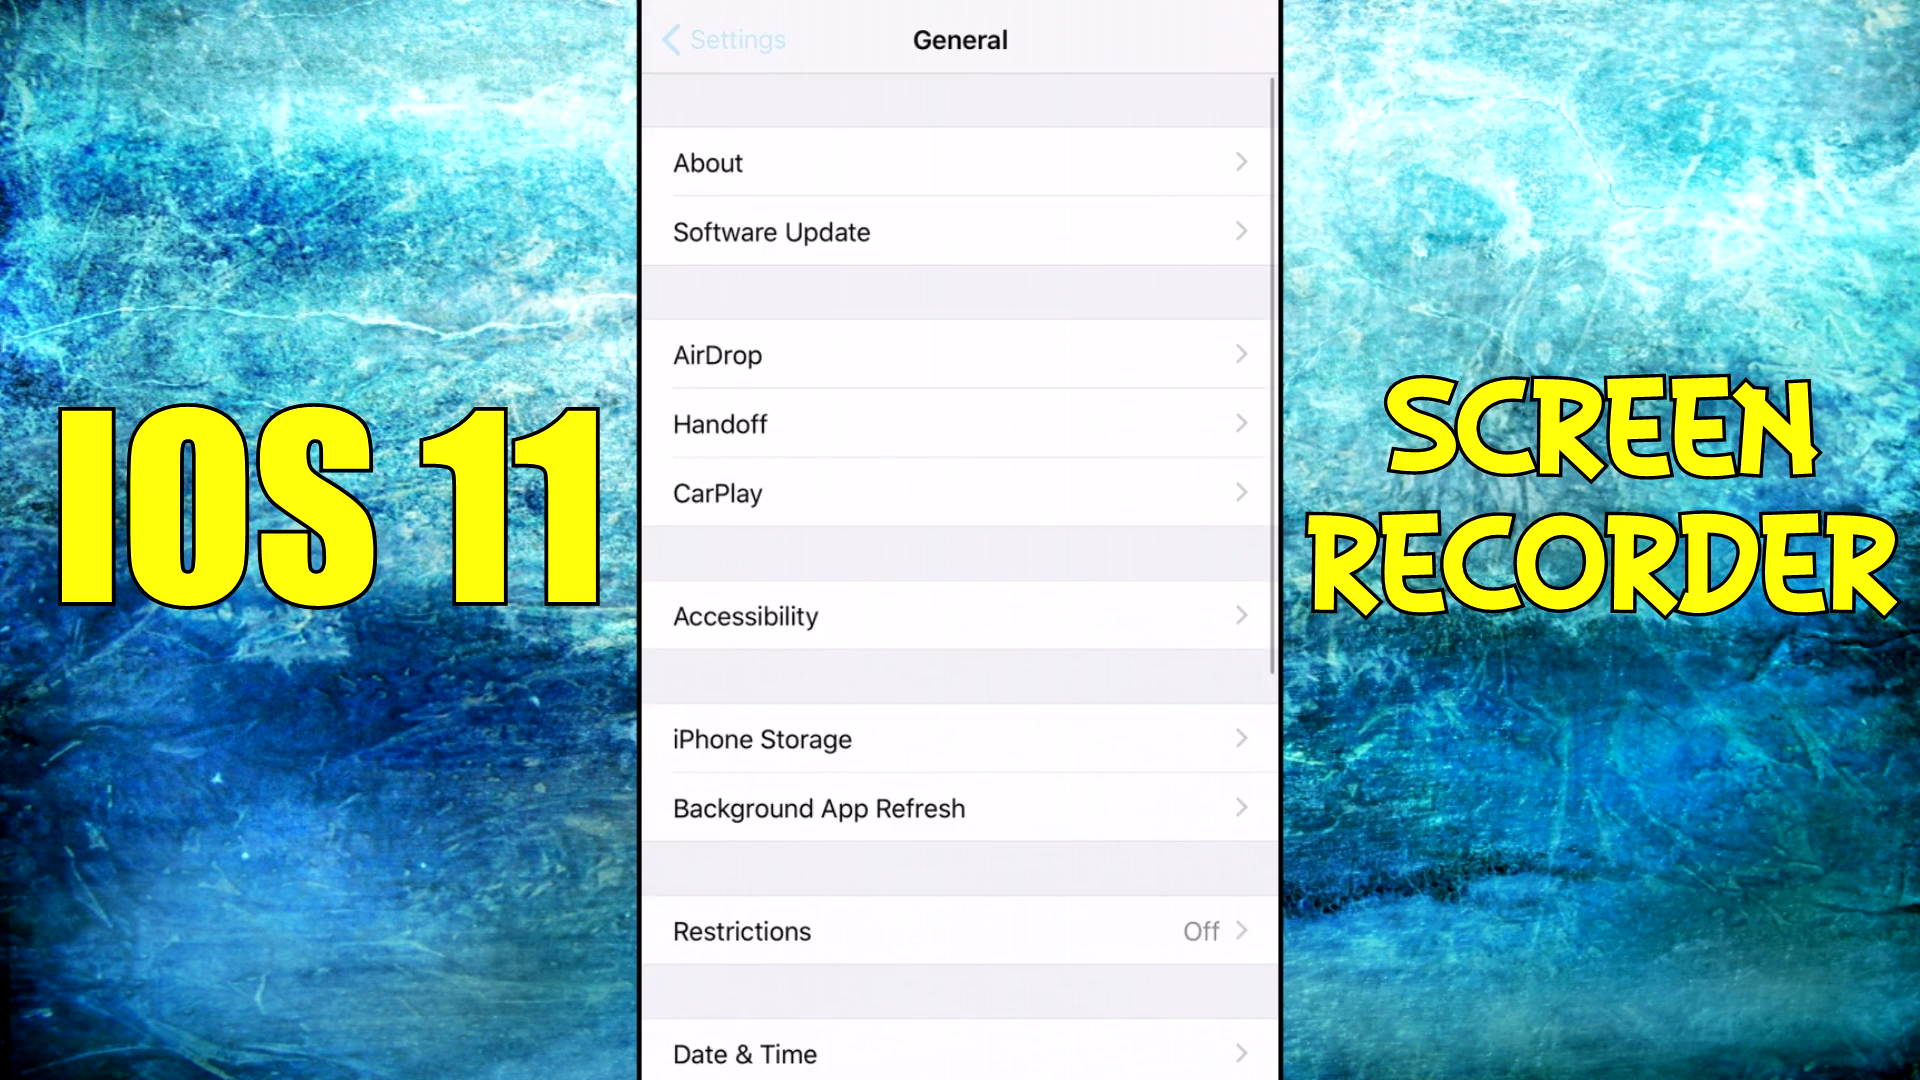 Settings
General
About
Software Update
AirDrop
Handoff
CarPlay
Accessibility
iPhone Storage
Background App Refresh
Restrictions Off
Date & Time
IOS 11
SCREEN
RECORDER